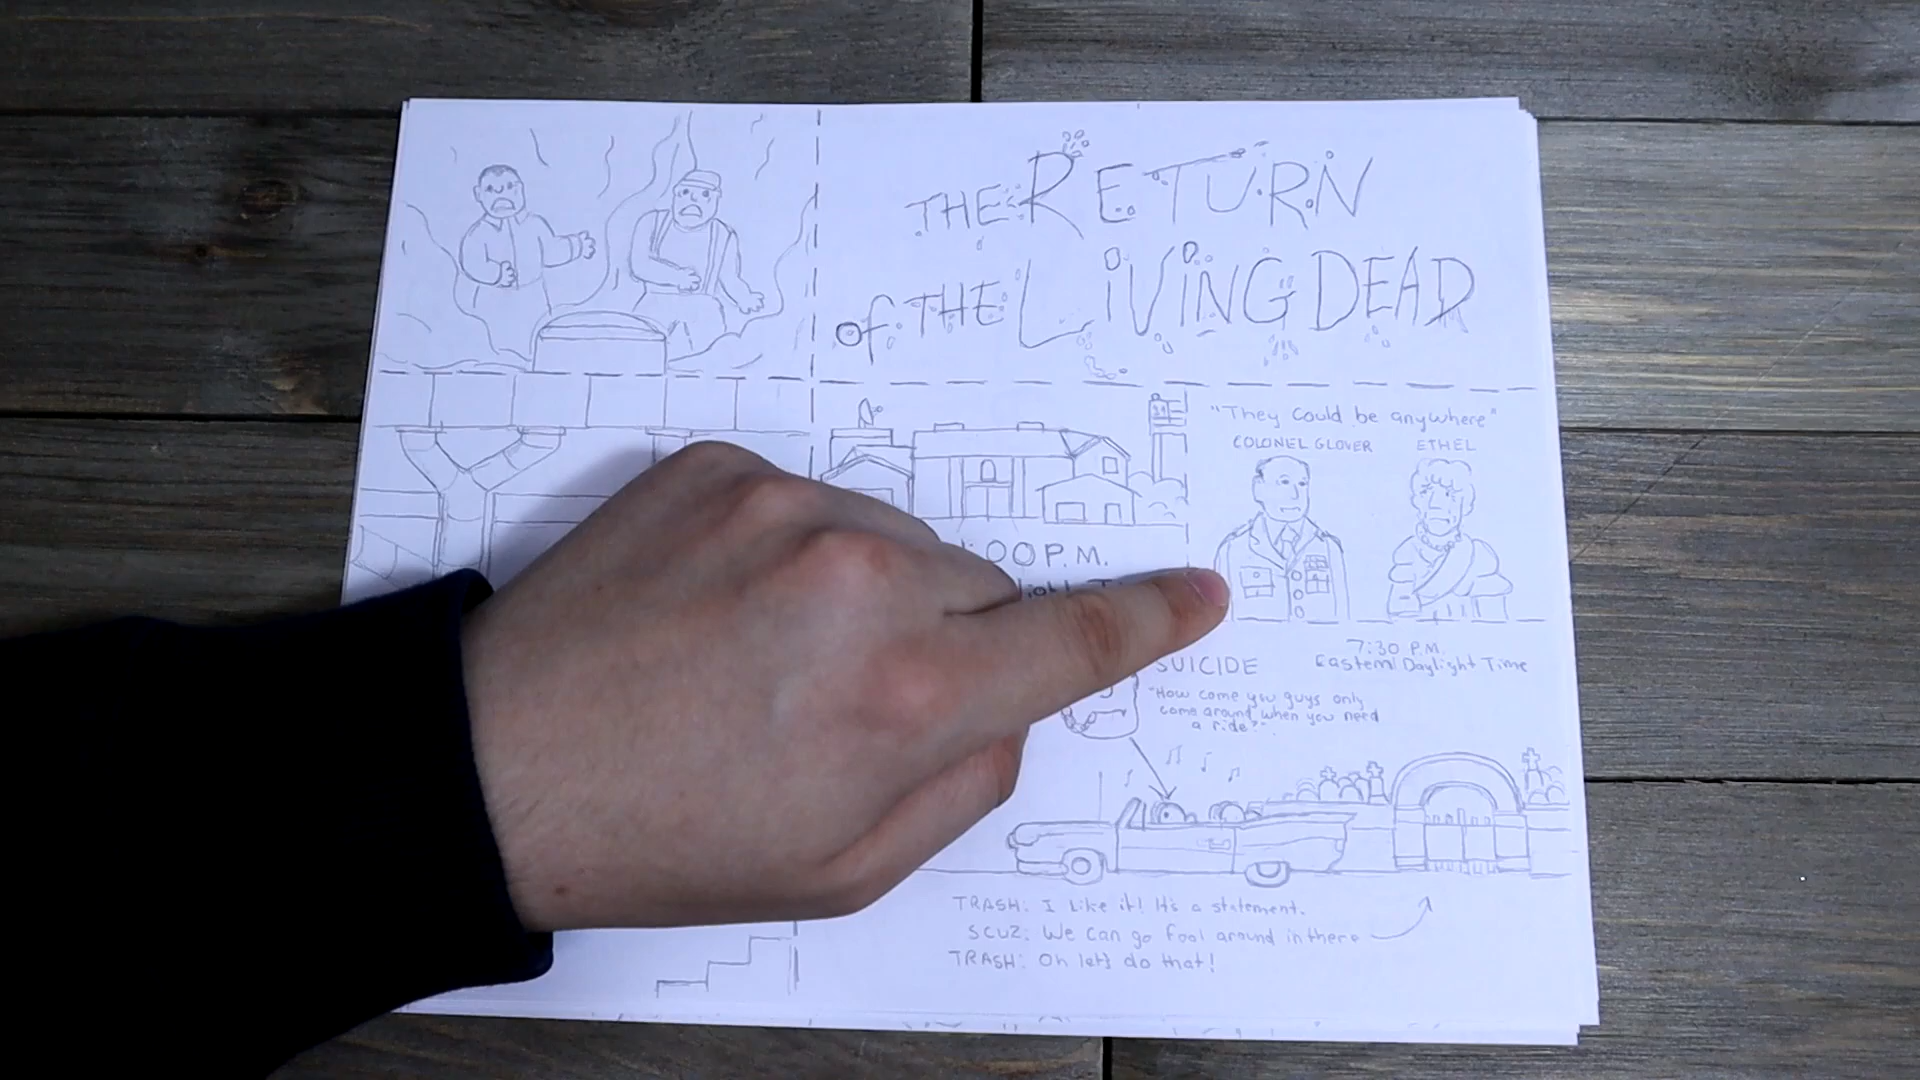 THE RETURN
of THE LIVING DEAD
"They could be anywhere"
COLONEL GLOVER ETHEL
:00 P.M.
7:30 P.M.
Eastern Daylight Time
SUICIDE
"How come you guys only
come around when you need
a ride?"
TRASH: I Like it! It's a statement.
SCUZ: We can go fool around in there
TRASH: Oh let's do that!